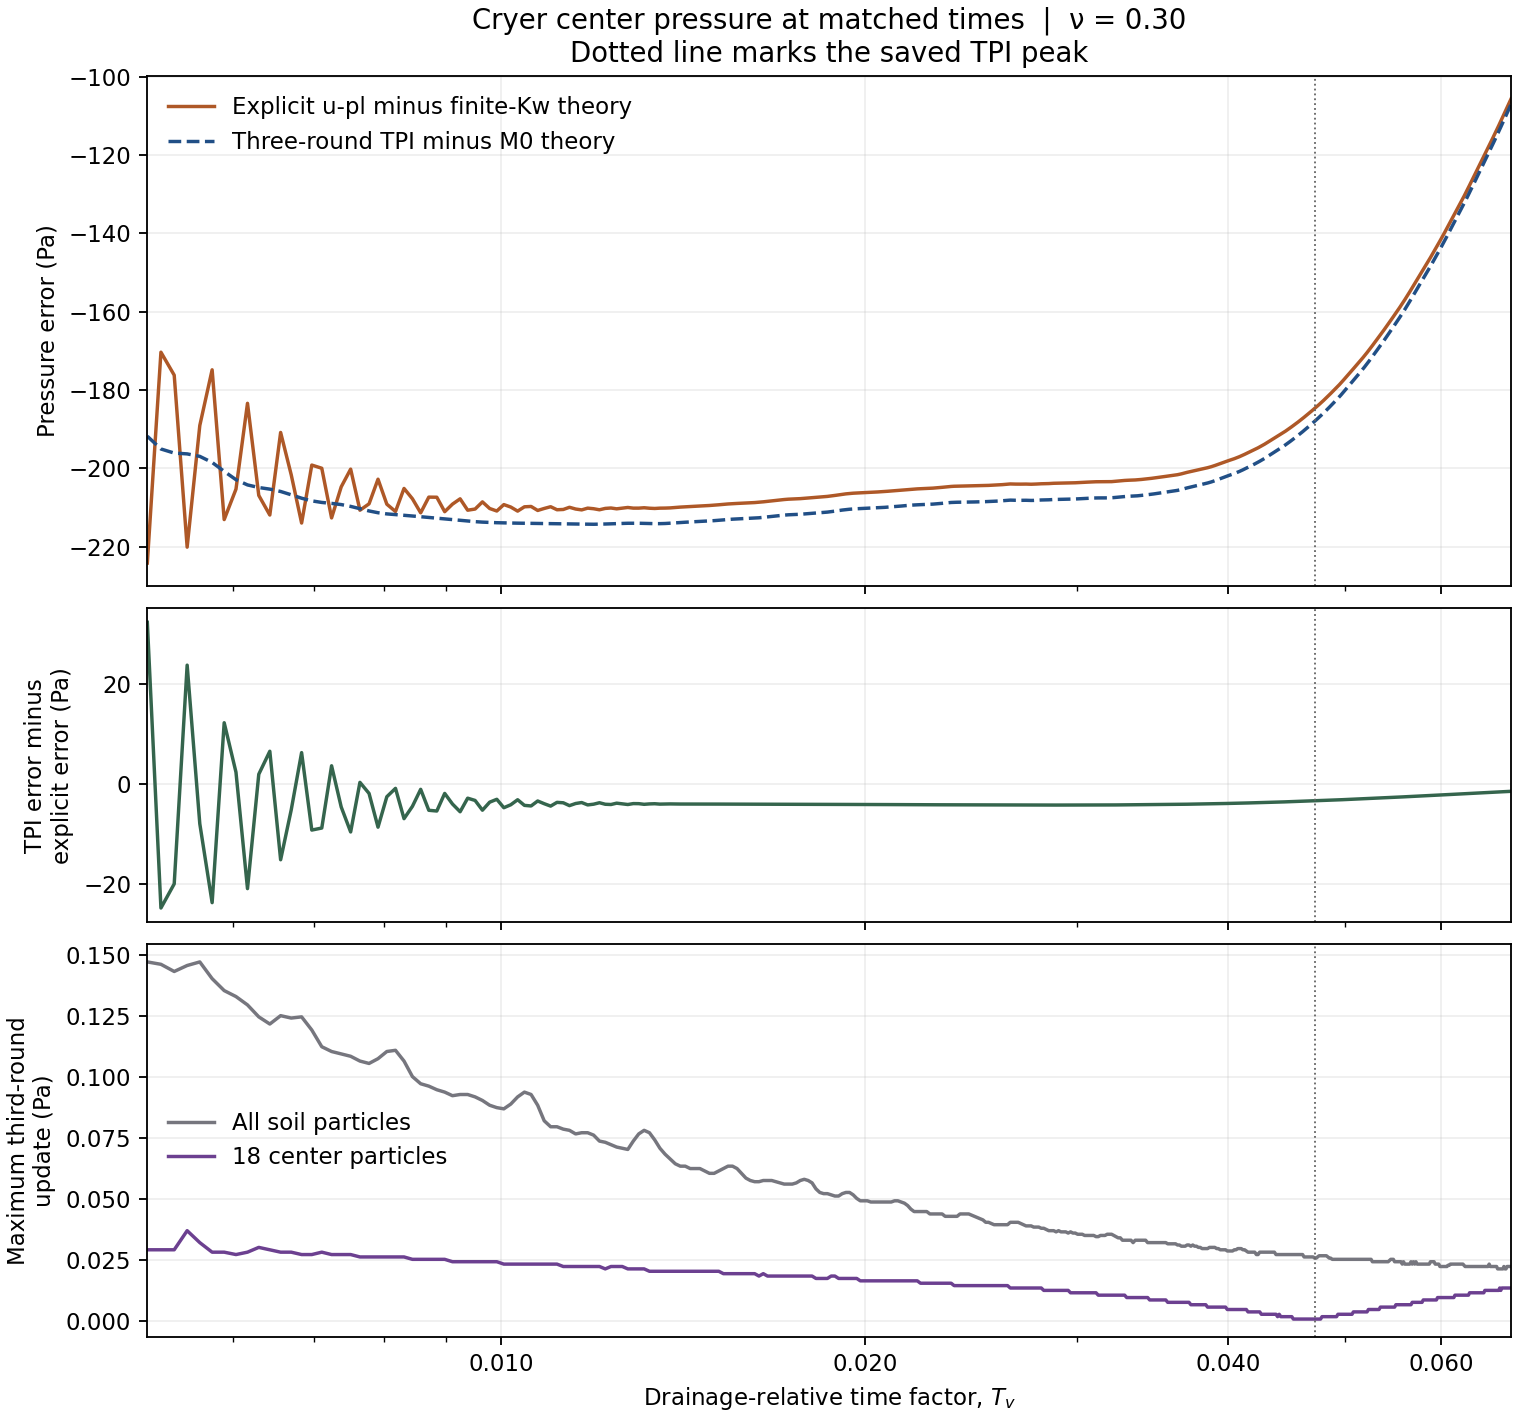 Cryer center pressure at matched times | ν = 0.30
Dotted line marks the saved TPI peak
Pressure error (Pa)
−100
−120
−140
−160
−180
−200
−220
Explicit u-pl minus finite-Kw theory
Three-round TPI minus M0 theory
TPI error minus
explicit error (Pa)
20
0
−20
Maximum third-round
update (Pa)
0.150
0.125
0.100
0.075
0.050
0.025
0.000
All soil particles
18 center particles
0.010
0.020
0.040
0.060
Drainage-relative time factor, Tᵥ